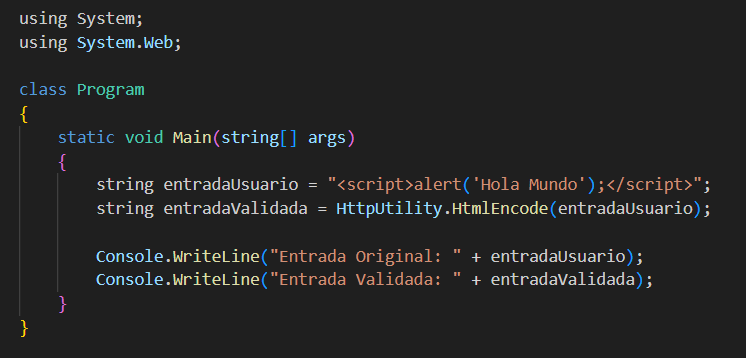 using System;
using System.Web;
class Program
{
static void Main(string[] args)
{
string entradaUsuario = "<script>alert('Hola Mundo');</script>";
string entradaValidada = HttpUtility.HtmlEncode(entradaUsuario);
Console.WriteLine("Entrada Original: " + entradaUsuario);
Console.WriteLine("Entrada Validada: " + entradaValidada);
}
}